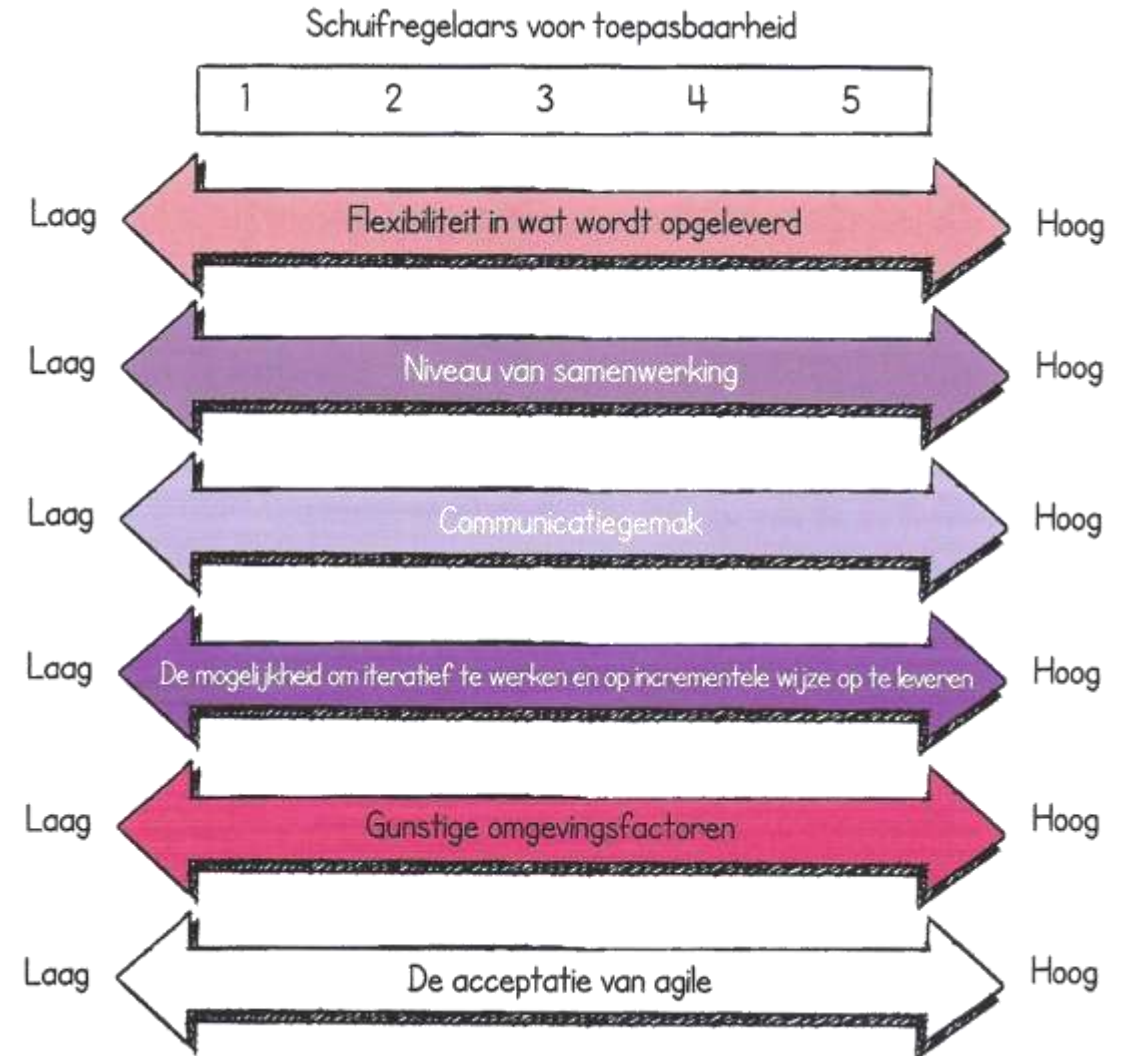 Schuifregelaars voor toepasbaarheid
1 2 3 4 5
Laag Flexibiliteit in wat wordt opgeleverd Hoog
Laag Niveau van samenwerking Hoog
Laag Communicatiegemak Hoog
Laag De mogelijkheid om iteratief te werken en op incrementele wijze op te leveren Hoog
Laag Gunstige omgevingsfactoren Hoog
Laag De acceptatie van agile Hoog